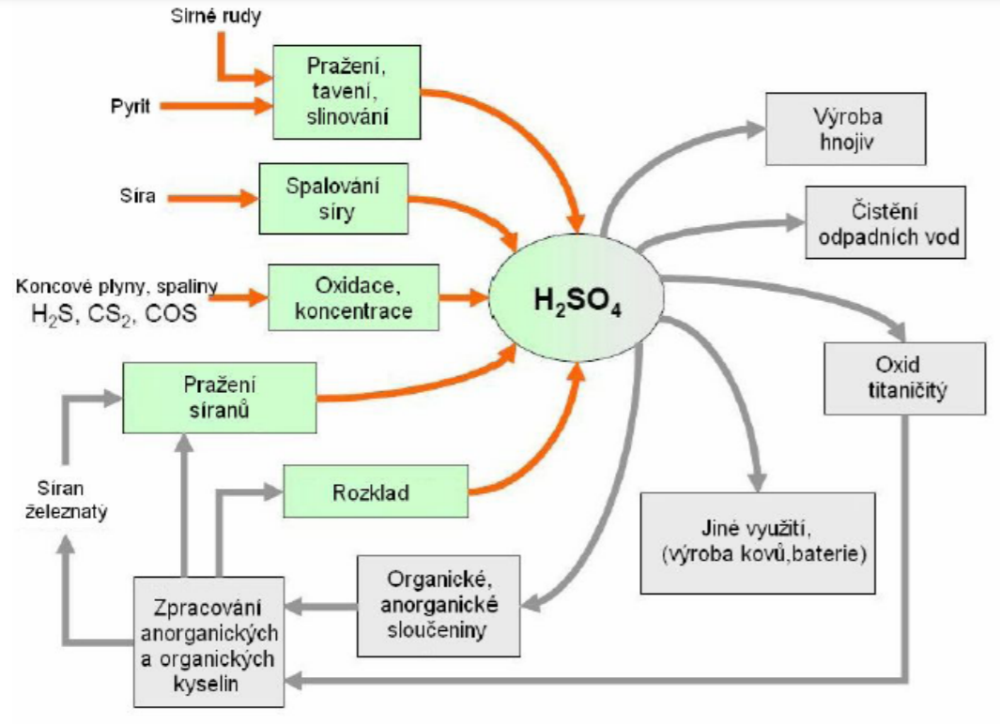 Sirné rudy
Pražení,
tavení,
slinování
Pyrit
Výroba
hnojiv
Síra
Spalování
síry
Čistění
odpadních vod
Koncové plyny, spaliny
H₂S, CS₂, COS
Oxidace,
koncentrace
H₂SO₄
Oxid
titaničitý
Pražení
síranů
Síran
železnatý
Rozklad
Jiné využití,
(výroba kovů,baterie)
Organické,
anorganické
sloučeniny
Zpracování
anorganických
a organických
kyselin